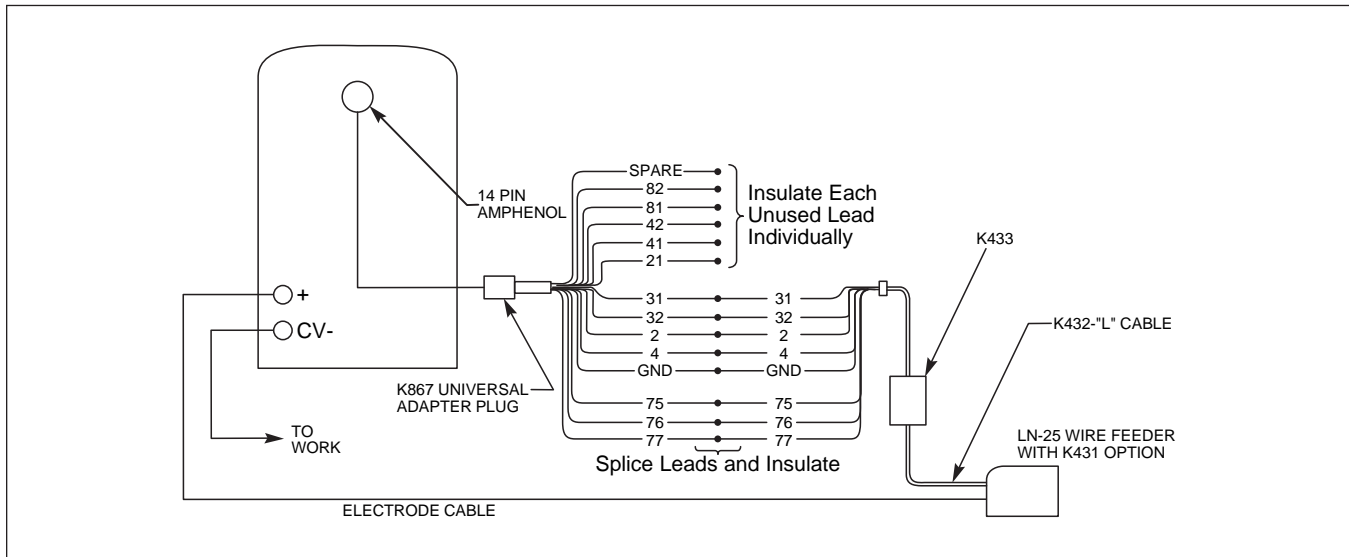 14 PIN
AMPHENOL
+
CV-
TO
WORK
K867 UNIVERSAL
ADAPTER PLUG
SPARE
82
81
42
41
21
Insulate Each
Unused Lead
Individually
31 31
32 32
2 2
4 4
GND GND
75 75
76 76
77 77
Splice Leads and Insulate
K433
K432-"L" CABLE
LN-25 WIRE FEEDER
WITH K431 OPTION
ELECTRODE CABLE